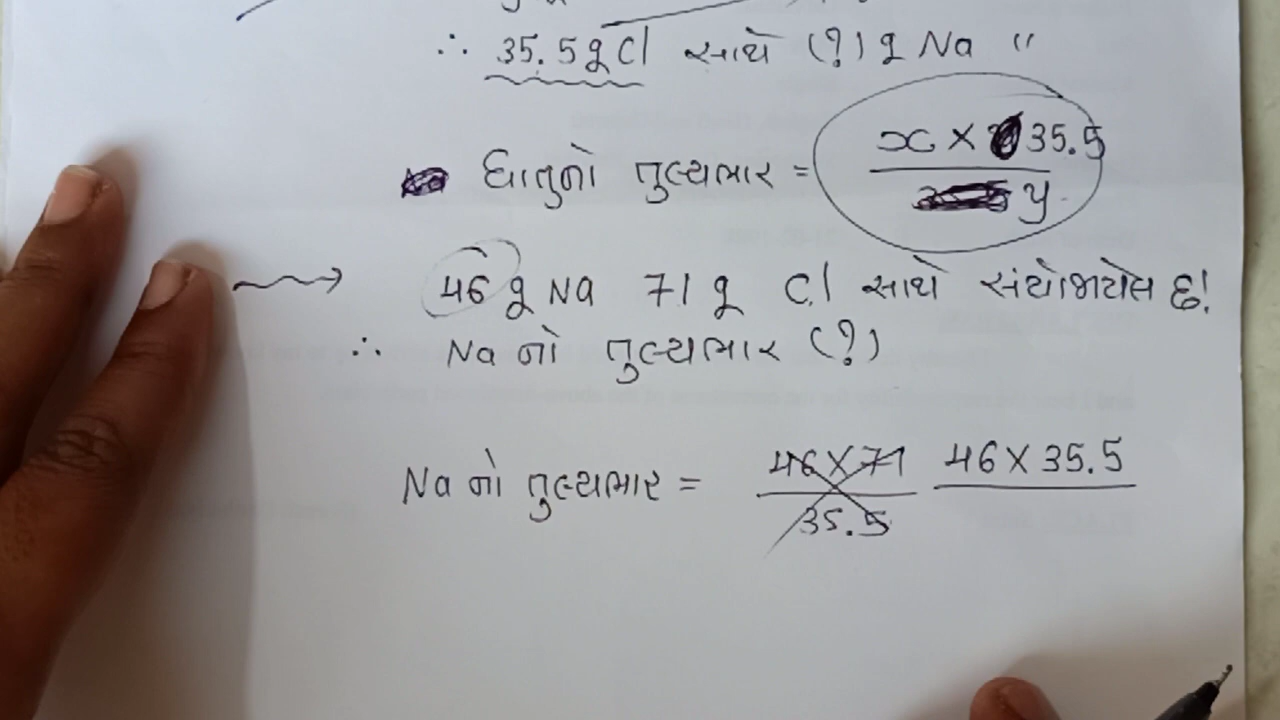 ∴ 35.5 ગ્રૃ Cl સાથે (?) ગ્રૃ Na "
ધાતુનો તુલ્યભાર = x × 35.5 / y
46 ગ્રૃ Na 71 ગ્રૃ Cl સાથે સંયોજાયેલ છે!
∴ Na નો તુલ્યભાર (?)
Na નો તુલ્યભાર = 46 × 71 / 35.5 46 × 35.5